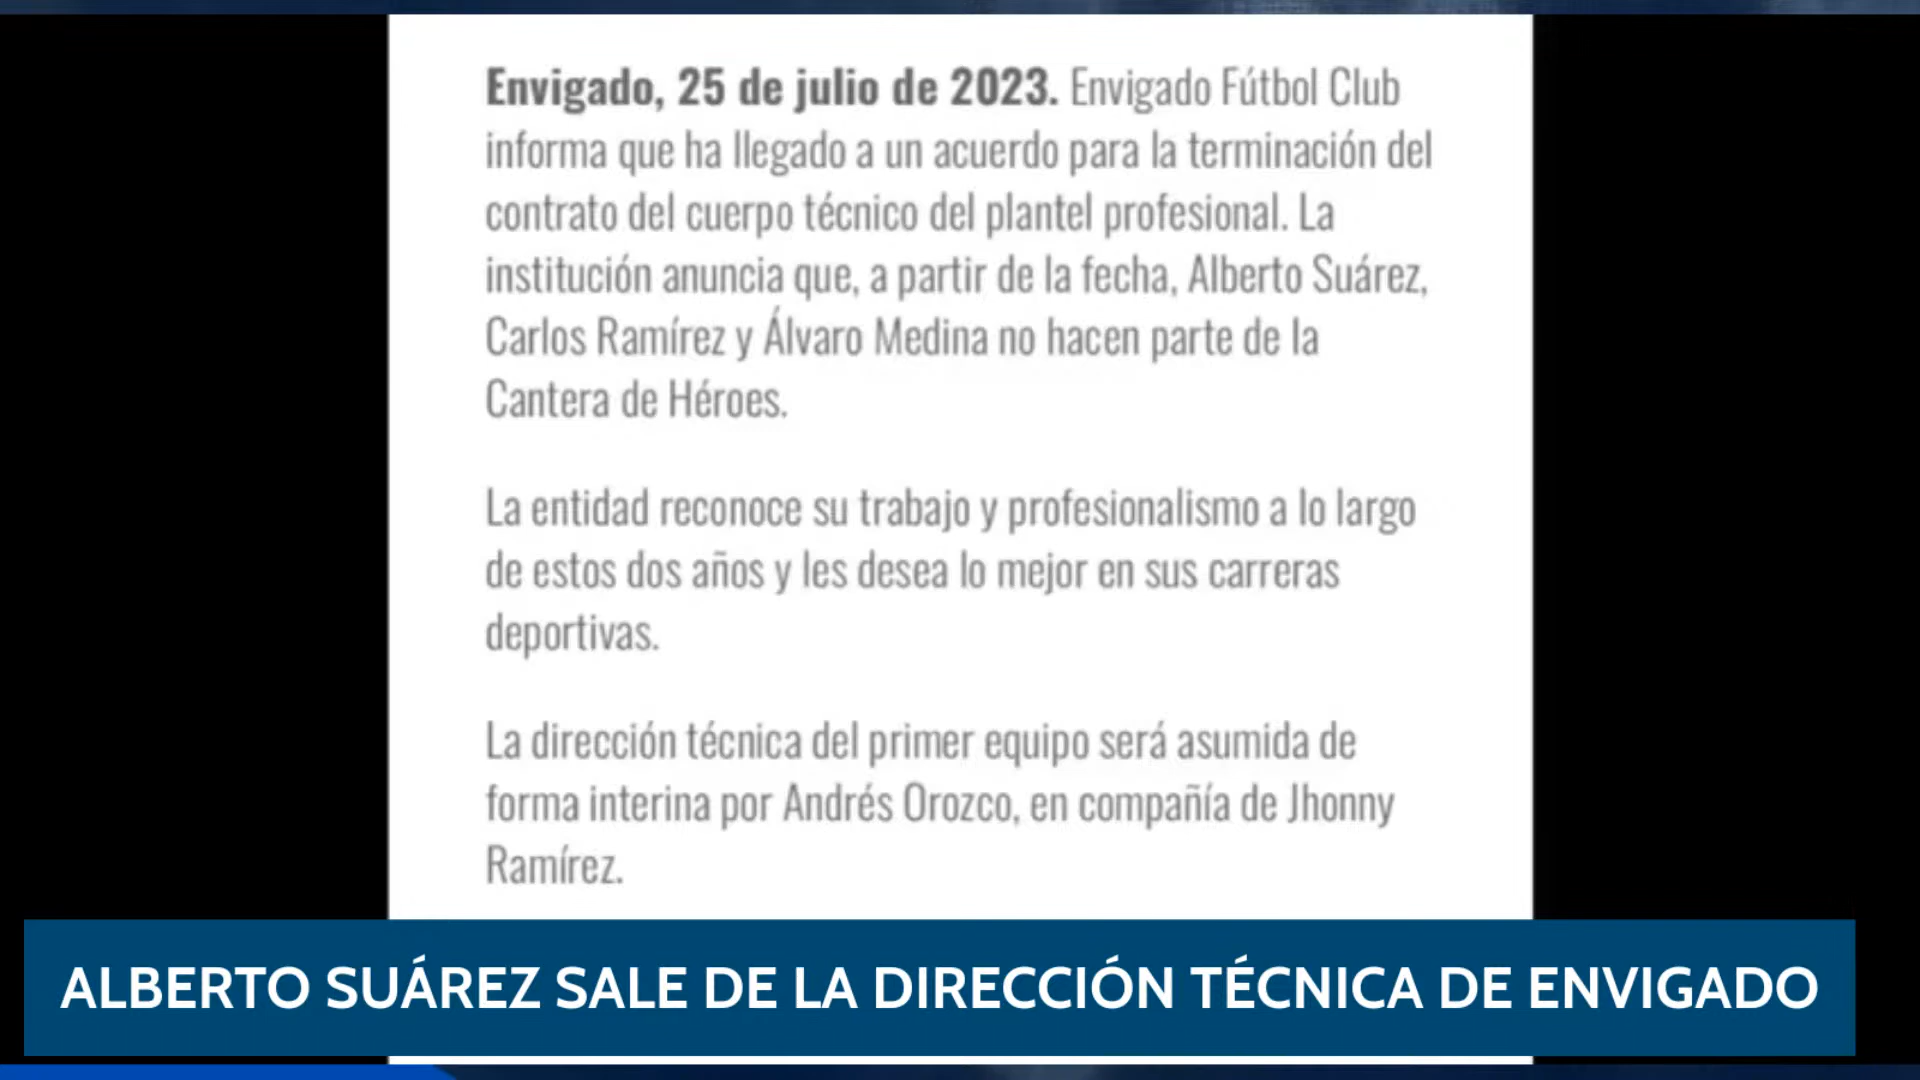 Envigado, 25 de julio de 2023. Envigado Fútbol Club
informa que ha llegado a un acuerdo para la terminación del
contrato del cuerpo técnico del plantel profesional. La
institución anuncia que, a partir de la fecha, Alberto Suárez,
Carlos Ramírez y Álvaro Medina no hacen parte de la
Cantera de Héroes.
La entidad reconoce su trabajo y profesionalismo a lo largo
de estos dos años y les desea lo mejor en sus carreras
deportivas.
La dirección técnica del primer equipo será asumida de
forma interina por Andrés Orozco, en compañía de Jhonny
Ramírez.
ALBERTO SUÁREZ SALE DE LA DIRECCIÓN TÉCNICA DE ENVIGADO